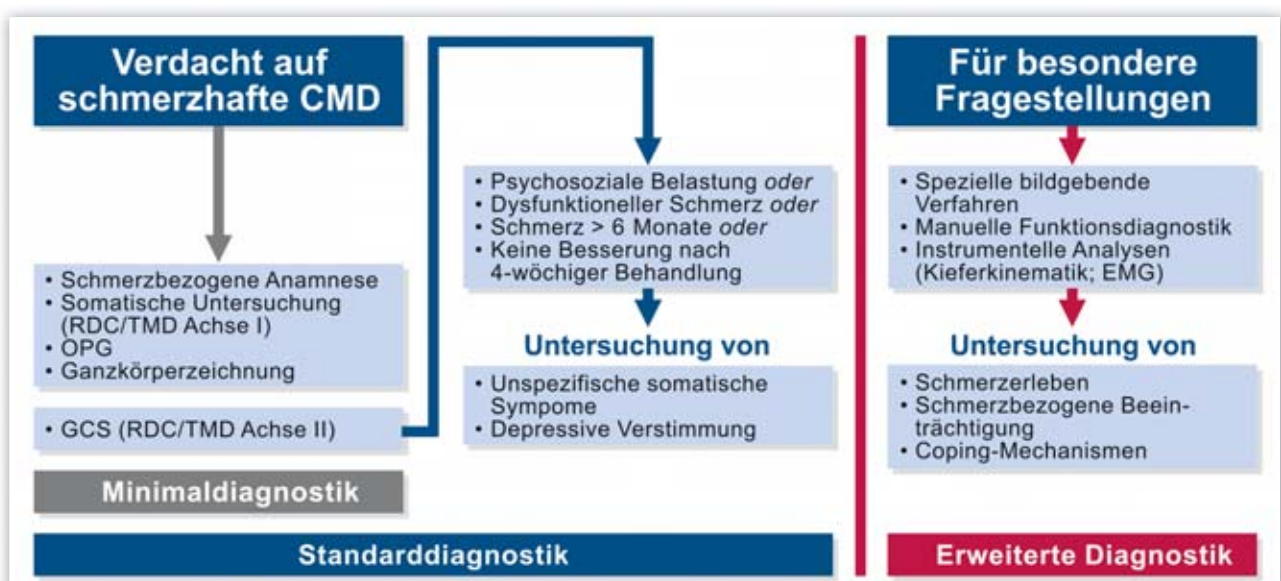 Verdacht auf
schmerzhafte CMD
• Schmerzbezogene Anamnese
• Somatische Untersuchung
(RDC/TMD Achse I)
• OPG
• Ganzkörperzeichnung
• GCS (RDC/TMD Achse II)
Minimaldiagnostik
• Psychosoziale Belastung oder
• Dysfunktioneller Schmerz oder
• Schmerz > 6 Monate oder
• Keine Besserung nach
4-wöchiger Behandlung
Untersuchung von
• Unspezifische somatische
Sympome
• Depressive Verstimmung
Standarddiagnostik
Für besondere
Fragestellungen
• Spezielle bildgebende
Verfahren
• Manuelle Funktionsdiagnostik
• Instrumentelle Analysen
(Kieferkinematik; EMG)
Untersuchung von
• Schmerzerleben
• Schmerzbezogene Beein-
trächtigung
• Coping-Mechanismen
Erweiterte Diagnostik